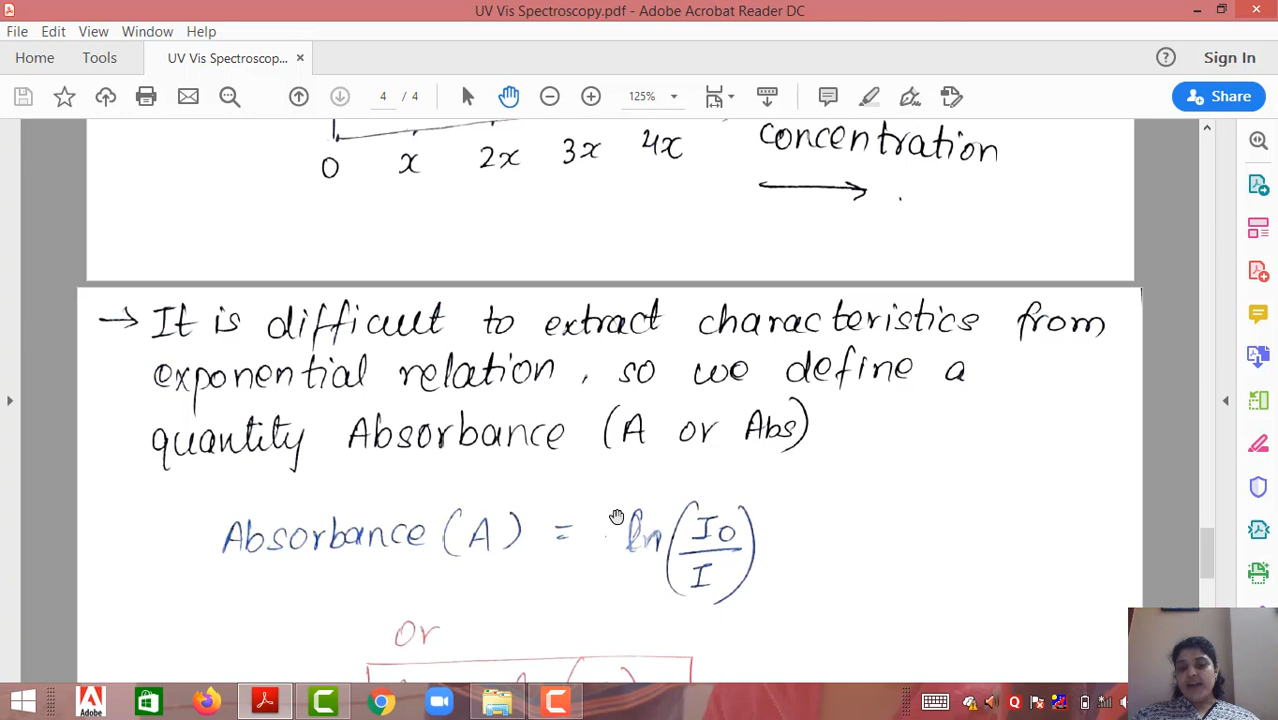 UV Vis Spectroscopy.pdf - Adobe Acrobat Reader DC
File Edit View Window Help
Home Tools UV Vis Spectroscop... × Sign In
4 / 4 125% Share
0 x 2x 3x 4x concentration
→ It is difficult to extract characteristics from
exponential relation, so we define a
quantity Absorbance (A or Abs)
Absorbance (A) = ln(I0/I)
or
Adobe